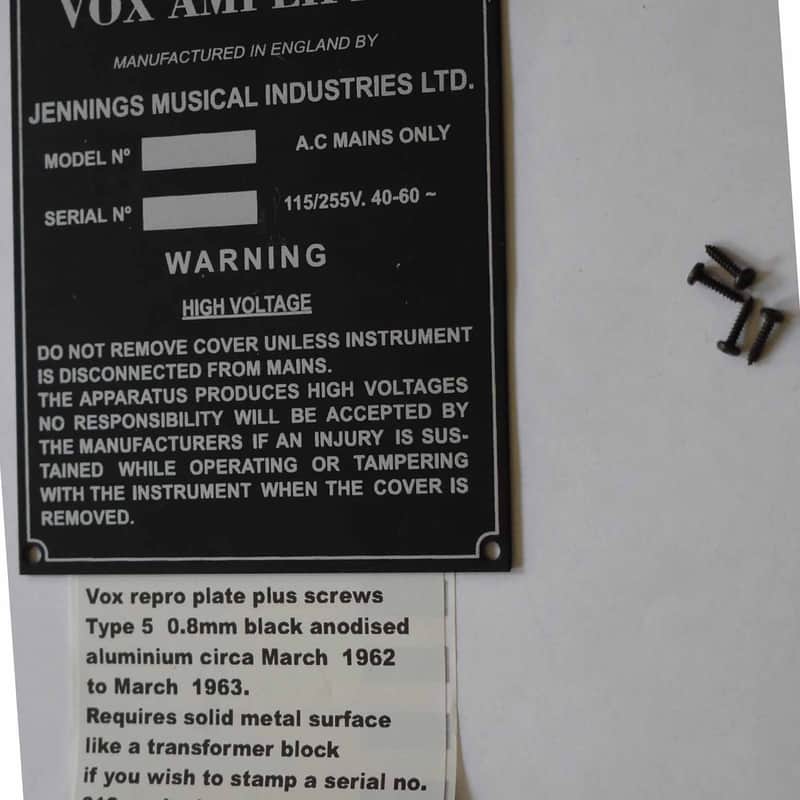 VOX
MANUFACTURED IN ENGLAND BY
JENNINGS MUSICAL INDUSTRIES LTD.
MODEL Nº
A.C MAINS ONLY
SERIAL Nº
115/255V. 40-60 ~
WARNING
HIGH VOLTAGE
DO NOT REMOVE COVER UNLESS INSTRUMENT
IS DISCONNECTED FROM MAINS.
THE APPARATUS PRODUCES HIGH VOLTAGES
NO RESPONSIBILITY WILL BE ACCEPTED BY
THE MANUFACTURERS IF AN INJURY IS SUS-
TAINED WHILE OPERATING OR TAMPERING
WITH THE INSTRUMENT WHEN THE COVER IS
REMOVED.
Vox repro plate plus screws
Type 5 0.8mm black anodised
aluminium circa March 1962
to March 1963.
Requires solid metal surface
like a transformer block
if you wish to stamp a serial no.